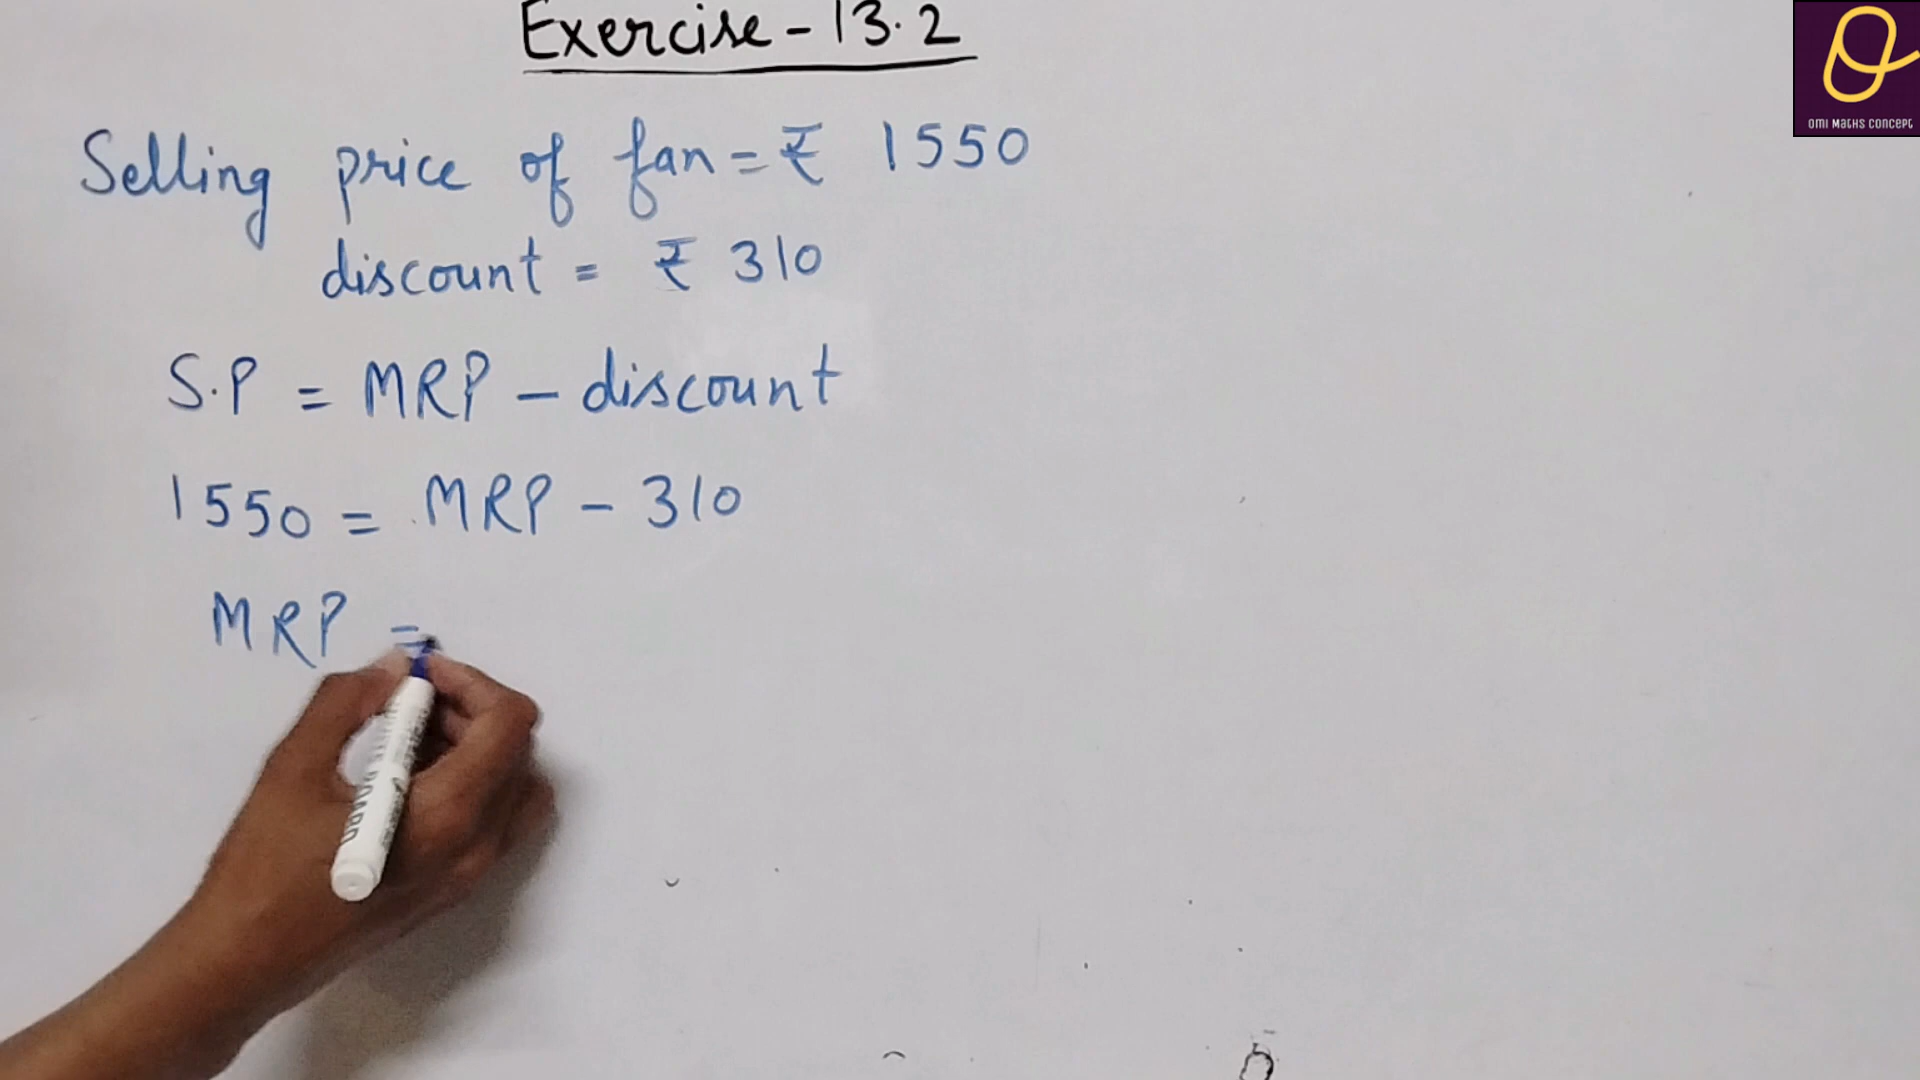 Exercise - 13.2
OMI MATHS CONCEPT
Selling price of fan = ₹ 1550
discount = ₹ 310
S.P = MRP - discount
1550 = MRP - 310
MRP =